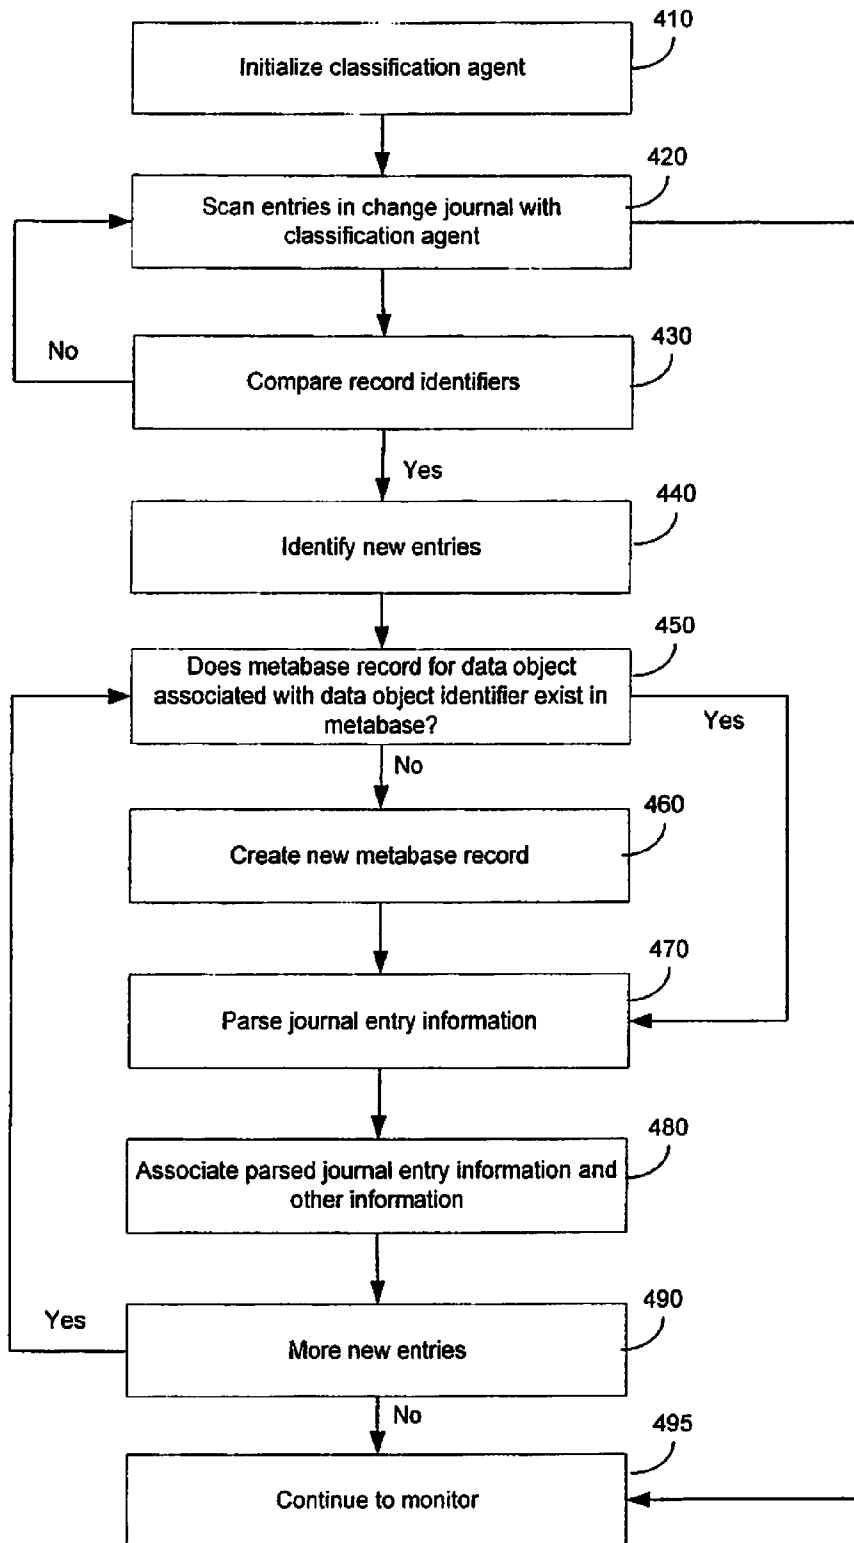 410
Initialize classification agent
420
Scan entries in change journal with
classification agent
No
430
Compare record identifiers
Yes
440
Identify new entries
450
Does metabase record for data object
associated with data object identifier exist in
metabase?
Yes
No
460
Create new metabase record
470
Parse journal entry information
480
Associate parsed journal entry information and
other information
Yes
490
More new entries
No
495
Continue to monitor